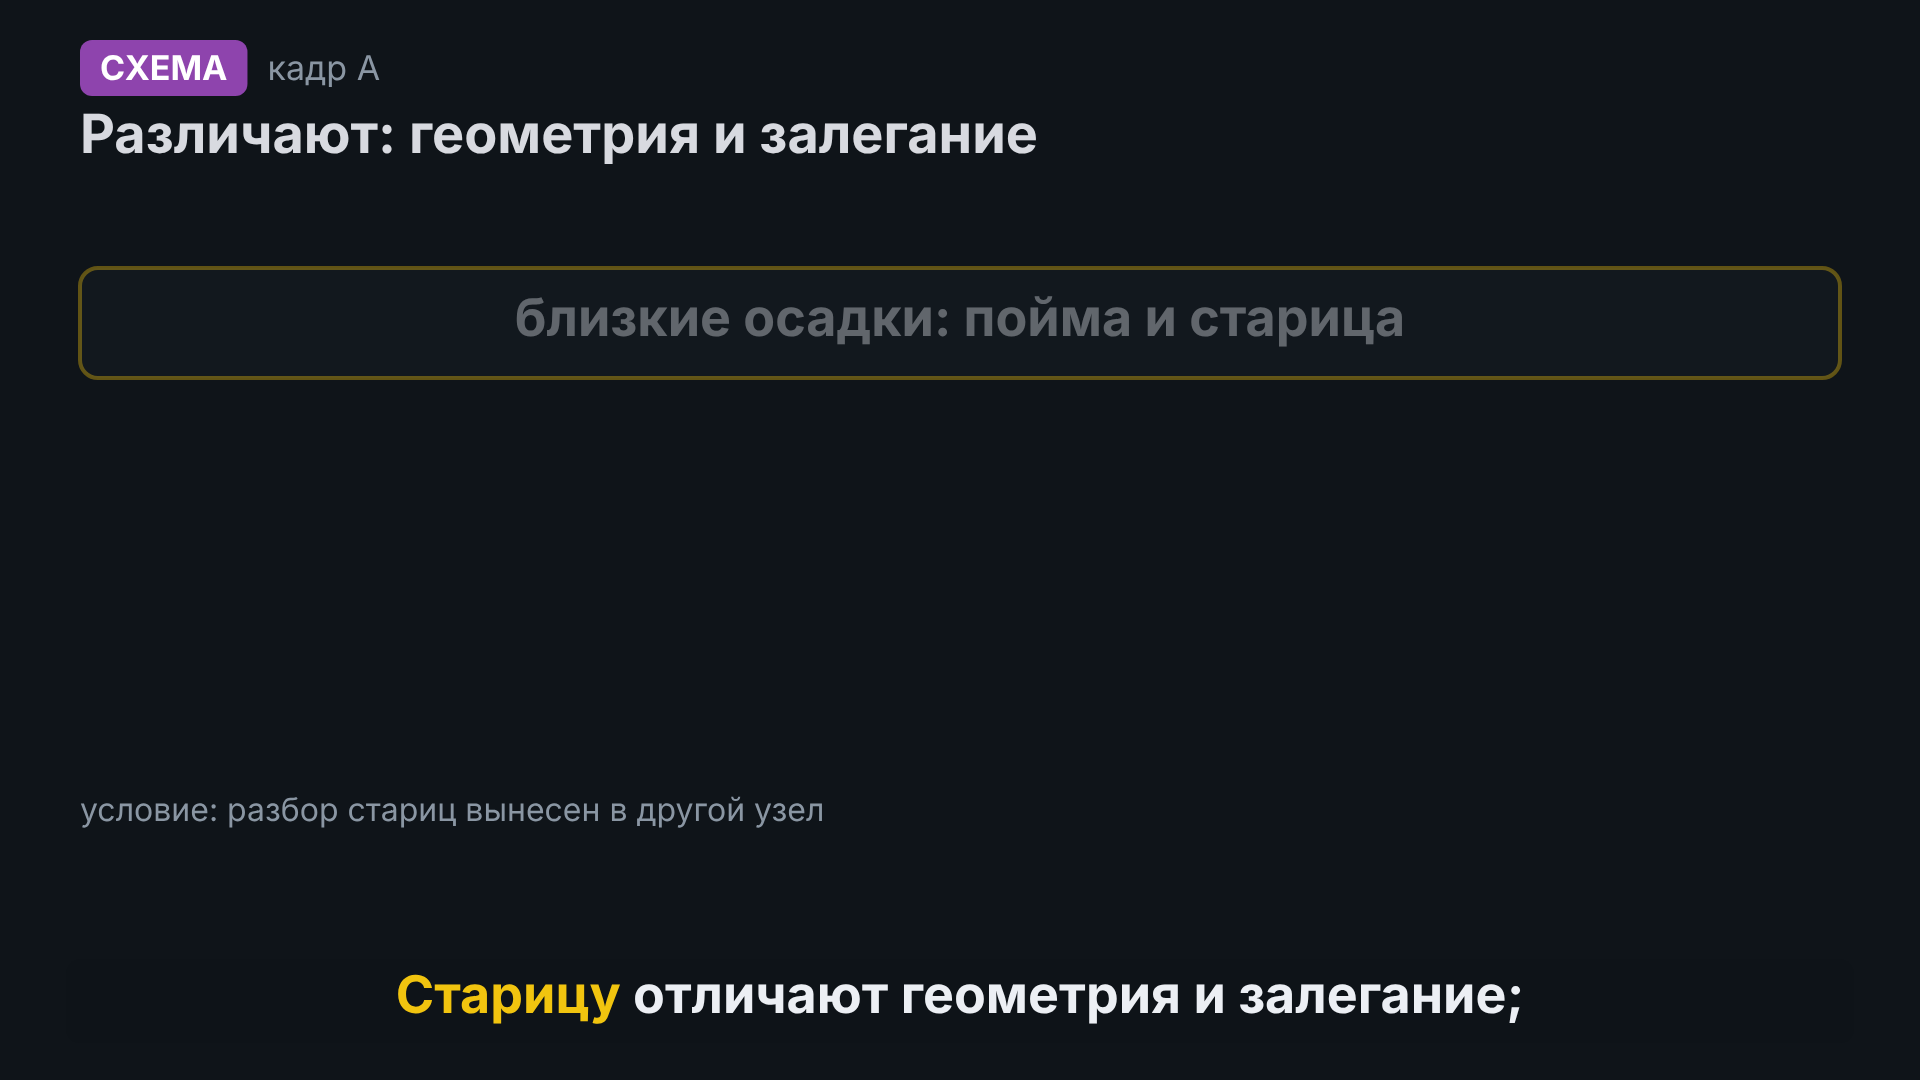 СХЕМА кадр А
Различают: геометрия и залегание
близкие осадки: пойма и старица
условие: разбор стариц вынесен в другой узел
Старицу отличают геометрия и залегание;